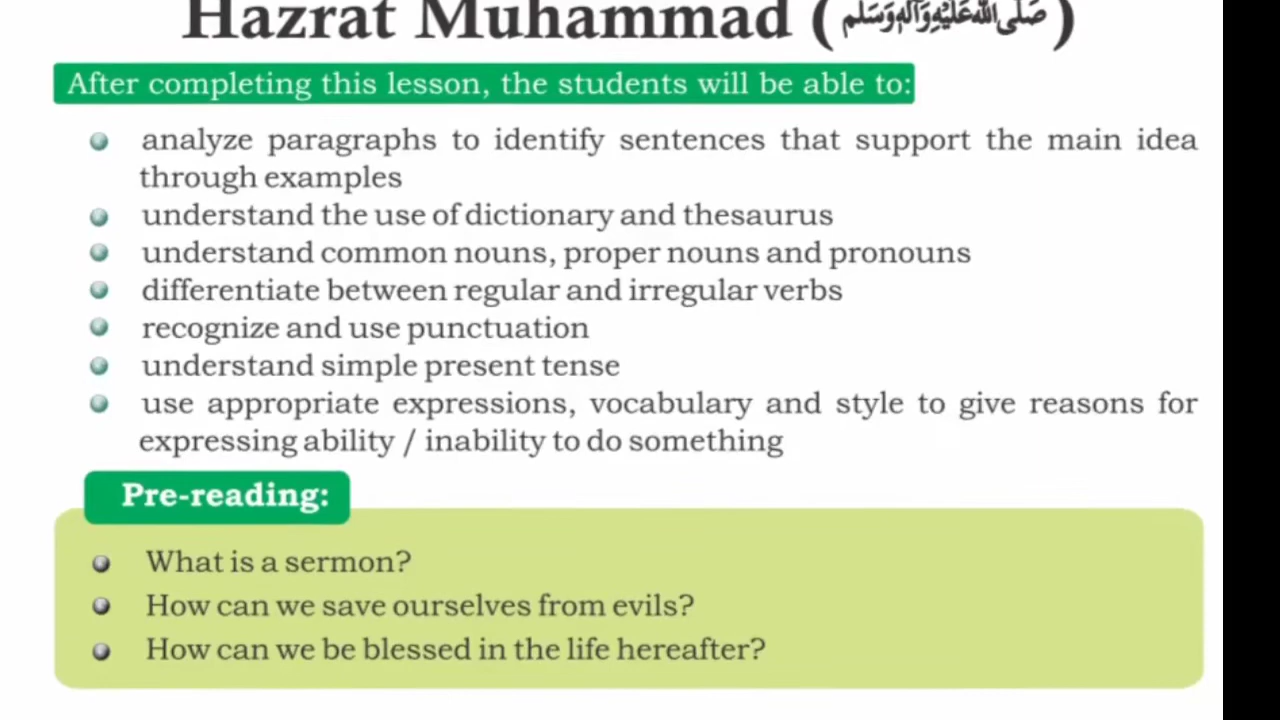 Hazrat Muhammad (صَلَّى اللهُ عَلَيْهِ وَآلِهِ وَسَلَّم)
After completing this lesson, the students will be able to:
analyze paragraphs to identify sentences that support the main idea
through examples
understand the use of dictionary and thesaurus
understand common nouns, proper nouns and pronouns
differentiate between regular and irregular verbs
recognize and use punctuation
understand simple present tense
use appropriate expressions, vocabulary and style to give reasons for
expressing ability / inability to do something
Pre-reading:
What is a sermon?
How can we save ourselves from evils?
How can we be blessed in the life hereafter?